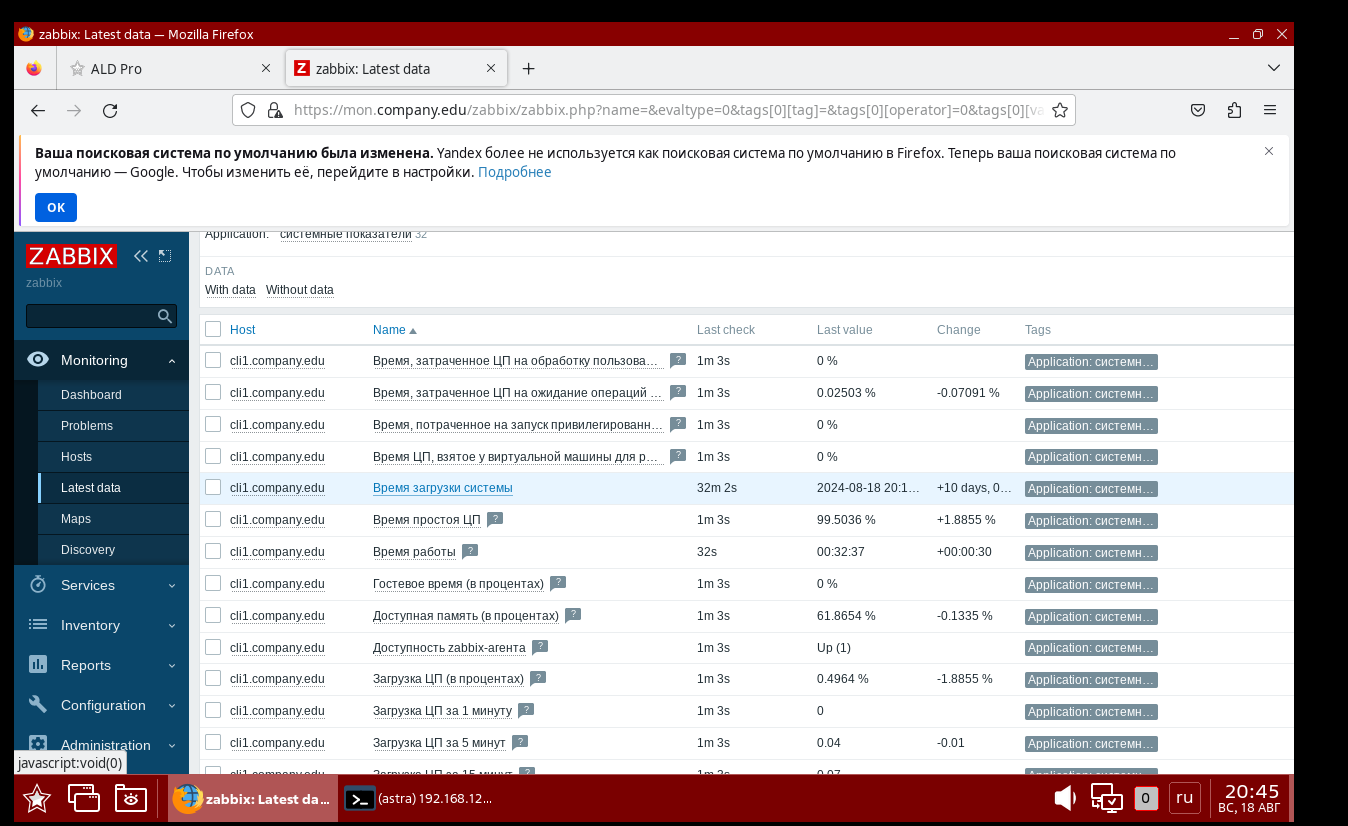 zabbix: Latest data — Mozilla Firefox
ALD Pro
zabbix: Latest data
https://mon.company.edu/zabbix/zabbix.php?name=&evaltype=0&tags[0][tag]=&tags[0][operator]=0&tags[0][va
Ваша поисковая система по умолчанию была изменена. Yandex более не используется как поисковая система по умолчанию в Firefox. Теперь ваша поисковая система по
умолчанию — Google. Чтобы изменить её, перейдите в настройки. Подробнее
OK
ZABBIX
zabbix
Monitoring
Dashboard
Problems
Hosts
Latest data
Maps
Discovery
Services
Inventory
Reports
Configuration
Administration
javascript:void(0)
Application: системные показатели 32
DATA
With data Without data
Host Name Last check Last value Change Tags
cli1.company.edu Время, затраченное ЦП на обработку пользова… ? 1m 3s 0 % Application: системн…
cli1.company.edu Время, затраченное ЦП на ожидание операций … ? 1m 3s 0.02503 % -0.07091 % Application: системн…
cli1.company.edu Время, потраченное на запуск привилегированн… ? 1m 3s 0 % Application: системн…
cli1.company.edu Время ЦП, взятое у виртуальной машины для р… ? 1m 3s 0 % Application: системн…
cli1.company.edu Время загрузки системы 32m 2s 2024-08-18 20:1… +10 days, 0… Application: системн…
cli1.company.edu Время простоя ЦП ? 1m 3s 99.5036 % +1.8855 % Application: системн…
cli1.company.edu Время работы ? 32s 00:32:37 +00:00:30 Application: системн…
cli1.company.edu Гостевое время (в процентах) ? 1m 3s 0 % Application: системн…
cli1.company.edu Доступная память (в процентах) ? 1m 3s 61.8654 % -0.1335 % Application: системн…
cli1.company.edu Доступность zabbix-агента ? 1m 3s Up (1) Application: системн…
cli1.company.edu Загрузка ЦП (в процентах) ? 1m 3s 0.4964 % -1.8855 % Application: системн…
cli1.company.edu Загрузка ЦП за 1 минуту ? 1m 3s 0 Application: системн…
cli1.company.edu Загрузка ЦП за 5 минут ? 1m 3s 0.04 -0.01 Application: системн…
cli1.company.edu Загрузка ЦП за 15 минут ? 1m 3s 0.07 Application: системн…
zabbix: Latest da… (astra) 192.168.12… 0 ru 20:45
ВС, 18 АВГ